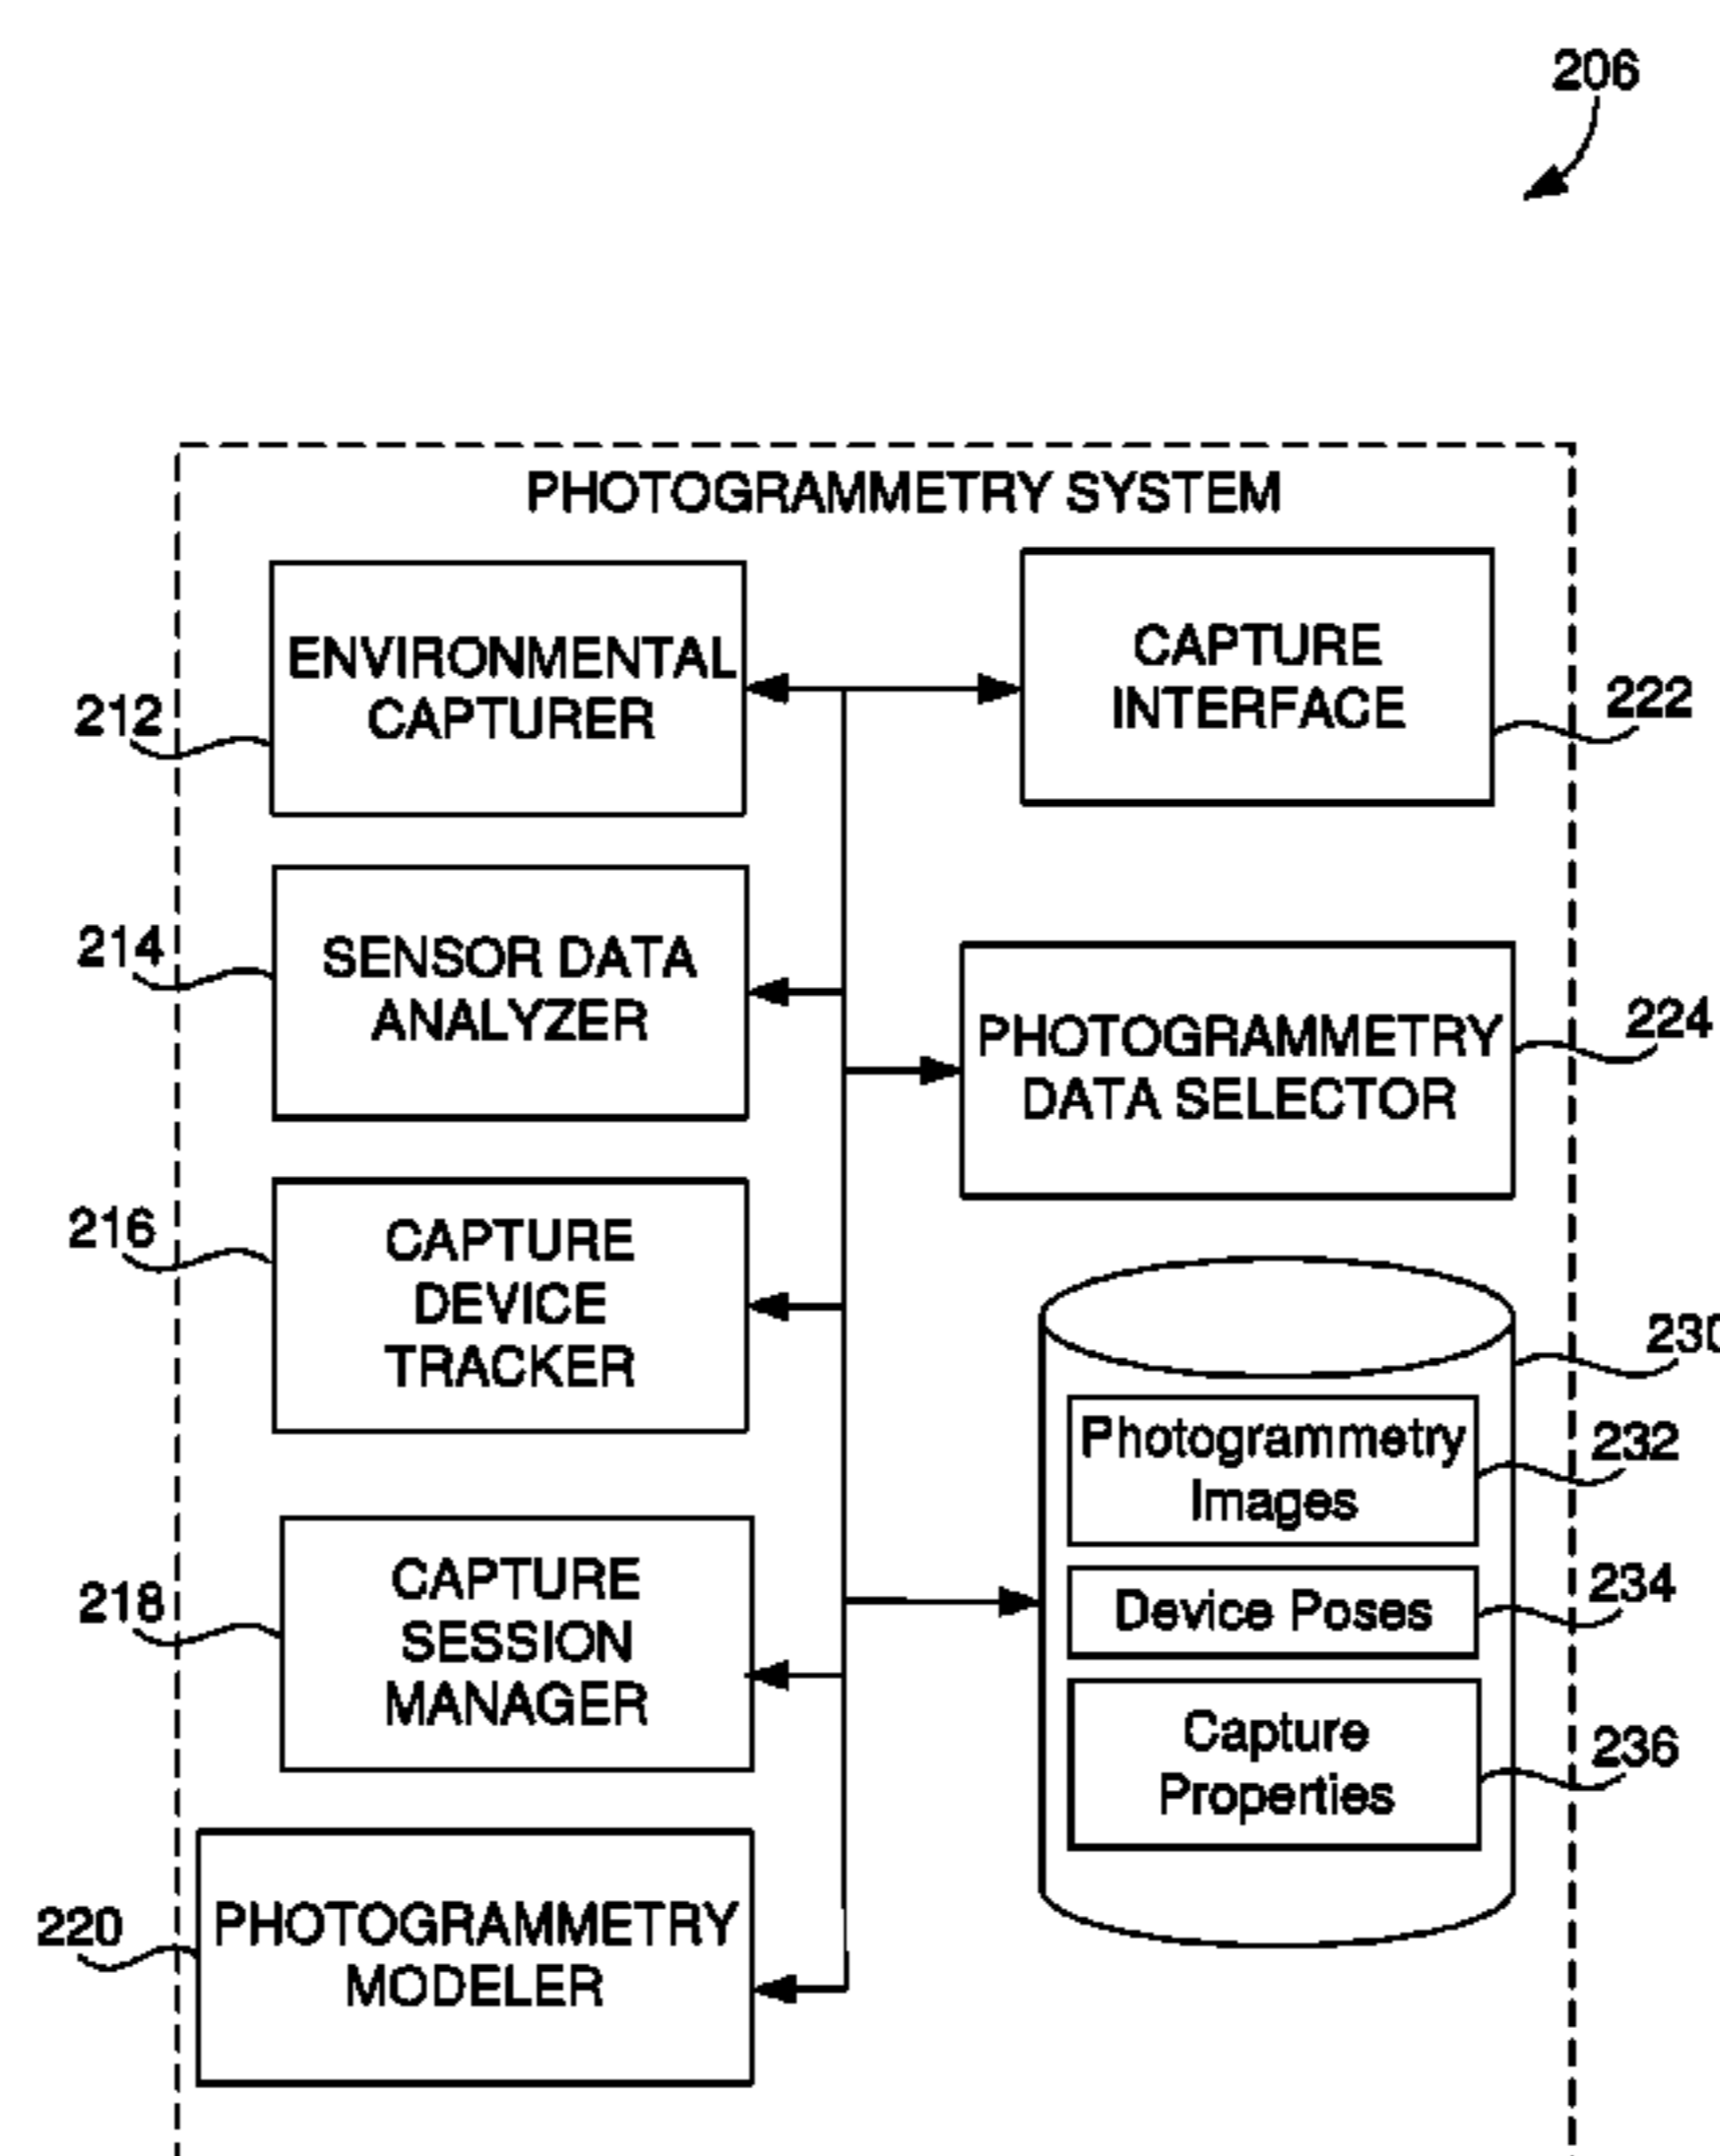 206
PHOTOGRAMMETRY SYSTEM
ENVIRONMENTAL
CAPTURER
212
CAPTURE
INTERFACE
222
SENSOR DATA
ANALYZER
214
PHOTOGRAMMETRY
DATA SELECTOR
224
CAPTURE
DEVICE
TRACKER
216
230
Photogrammetry
Images
232
Device Poses
234
Capture
Properties
236
CAPTURE
SESSION
MANAGER
218
PHOTOGRAMMETRY
MODELER
220